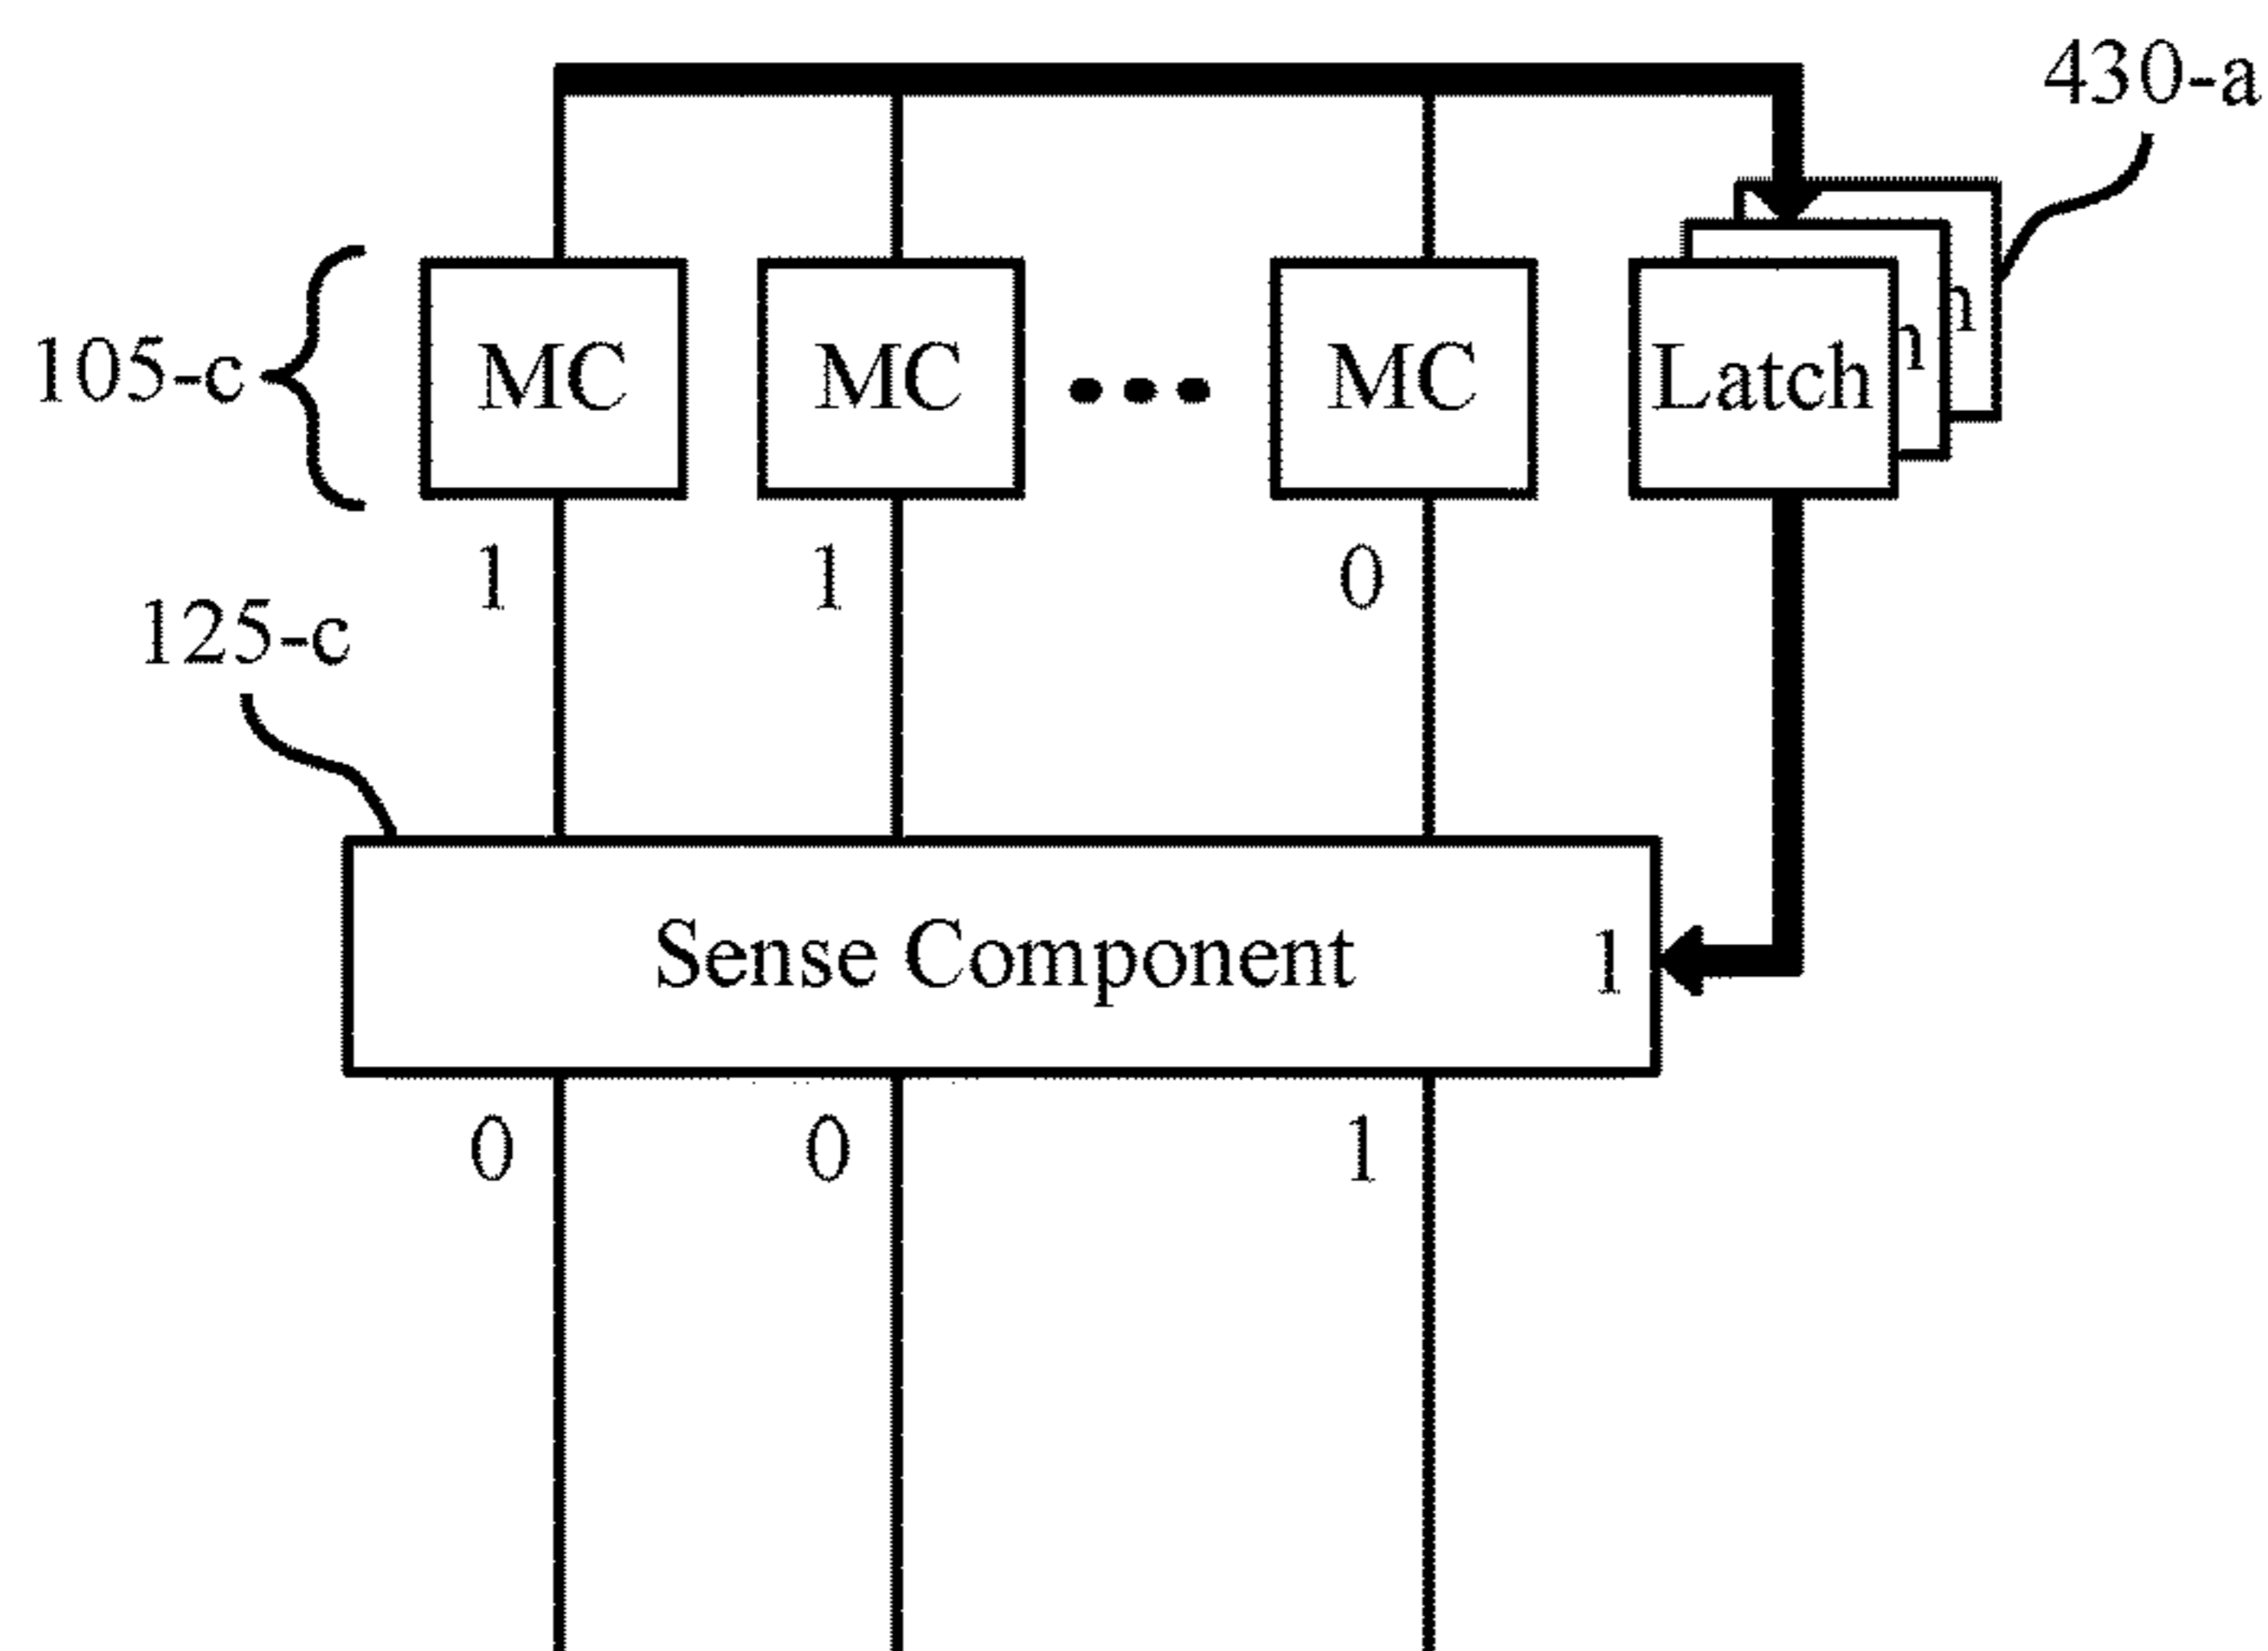 430-a
105-c
MC MC MC Latch
h
h
1 1 0
125-c
Sense Component 1
0 0 1